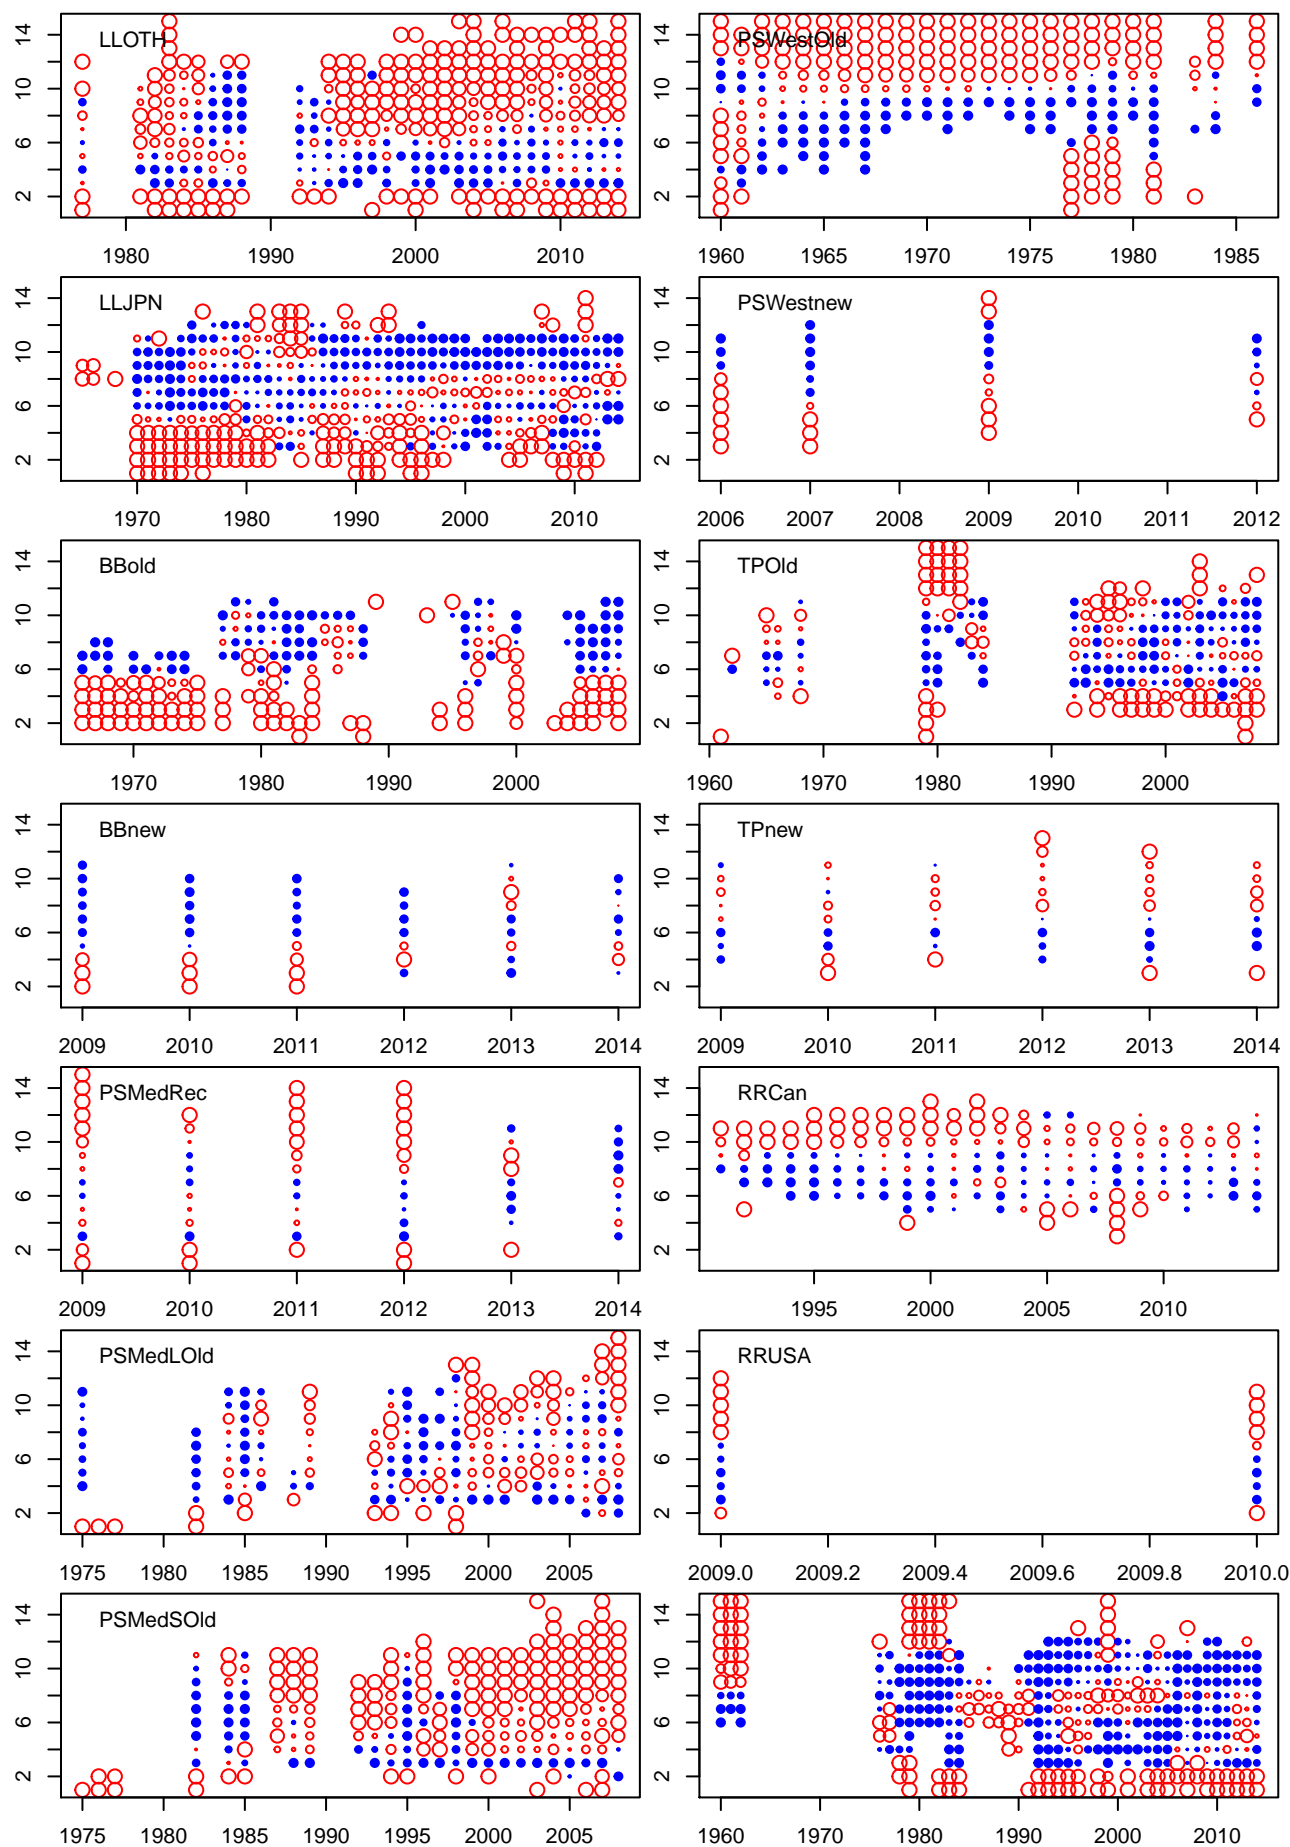 LLOTH
2 6 10 14
1980 1990 2000 2010
PSWestOld
2 6 10 14
1960 1965 1970 1975 1980 1985
LLJPN
2 6 10 14
1970 1980 1990 2000 2010
PSWestnew
2 6 10 14
2006 2007 2008 2009 2010 2011 2012
BBold
2 6 10 14
1970 1980 1990 2000
TPOld
2 6 10 14
1960 1970 1980 1990 2000
BBnew
2 6 10 14
2009 2010 2011 2012 2013 2014
TPnew
2 6 10 14
2009 2010 2011 2012 2013 2014
PSMedRec
2 6 10 14
2009 2010 2011 2012 2013 2014
RRCan
2 6 10 14
1995 2000 2005 2010
PSMedLOld
2 6 10 14
1975 1980 1985 1990 1995 2000 2005
RRUSA
2 6 10 14
2009.0 2009.2 2009.4 2009.6 2009.8 2010.0
PSMedSOld
2 6 10 14
1975 1980 1985 1990 1995 2000 2005
2 6 10 14
1960 1970 1980 1990 2000 2010